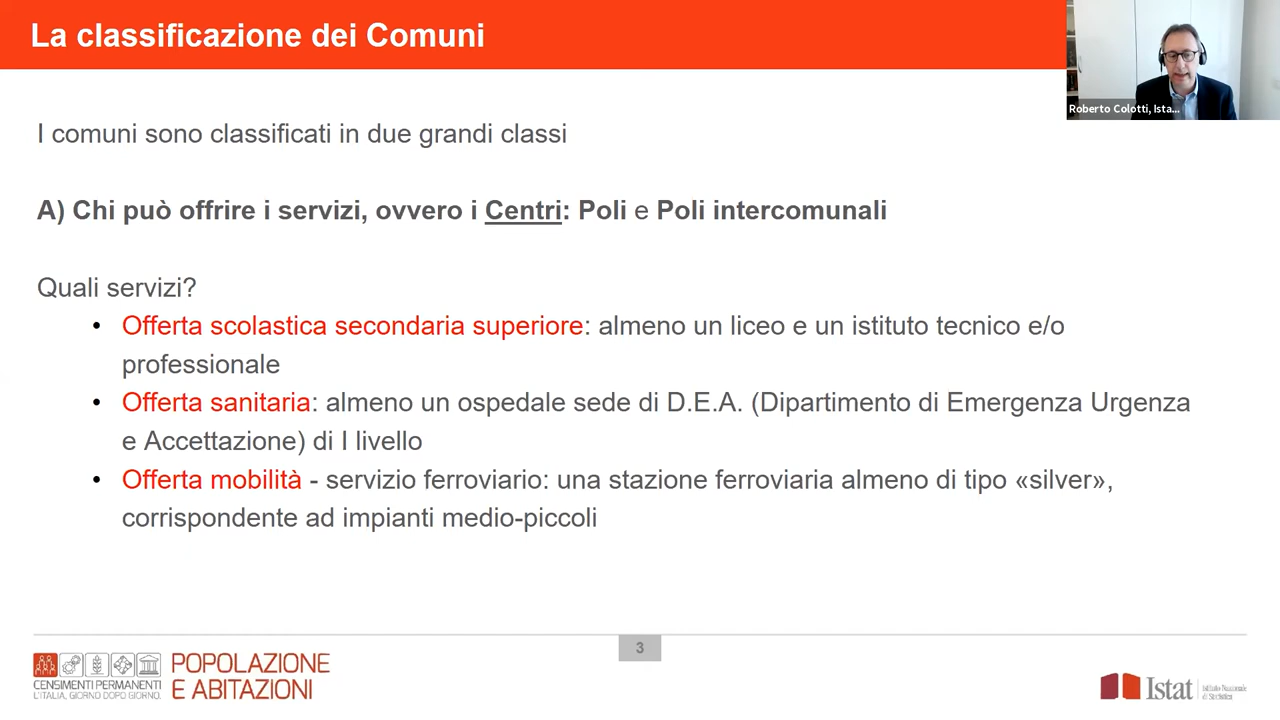 La classificazione dei Comuni
Roberto Colotti, Ista...
I comuni sono classificati in due grandi classi
A) Chi può offrire i servizi, ovvero i Centri: Poli e Poli intercomunali
Quali servizi?
• Offerta scolastica secondaria superiore: almeno un liceo e un istituto tecnico e/o
professionale
• Offerta sanitaria: almeno un ospedale sede di D.E.A. (Dipartimento di Emergenza Urgenza
e Accettazione) di I livello
• Offerta mobilità - servizio ferroviario: una stazione ferroviaria almeno di tipo «silver»,
corrispondente ad impianti medio-piccoli
3
CENSIMENTI PERMANENTI
L'ITALIA, GIORNO DOPO GIORNO.
POPOLAZIONE
E ABITAZIONI
Istat
Istituto Nazionale
di Statistica